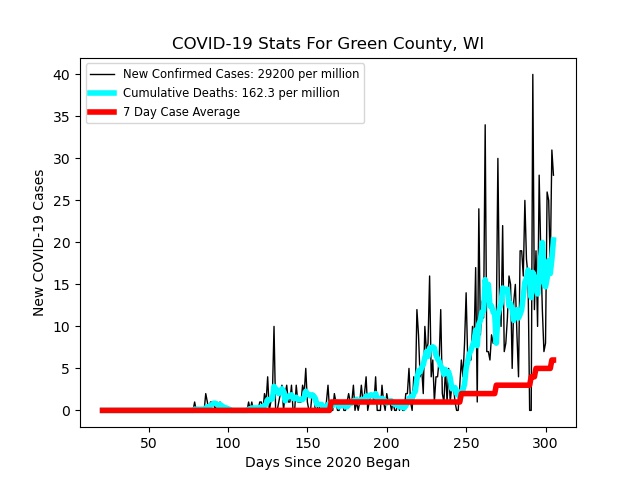 COVID-19 Stats For Green County, WI
New Confirmed Cases: 29200 per million
Cumulative Deaths: 162.3 per million
7 Day Case Average
40
35
30
25
20
15
10
5
0
New COVID-19 Cases
50 100 150 200 250 300
Days Since 2020 Began